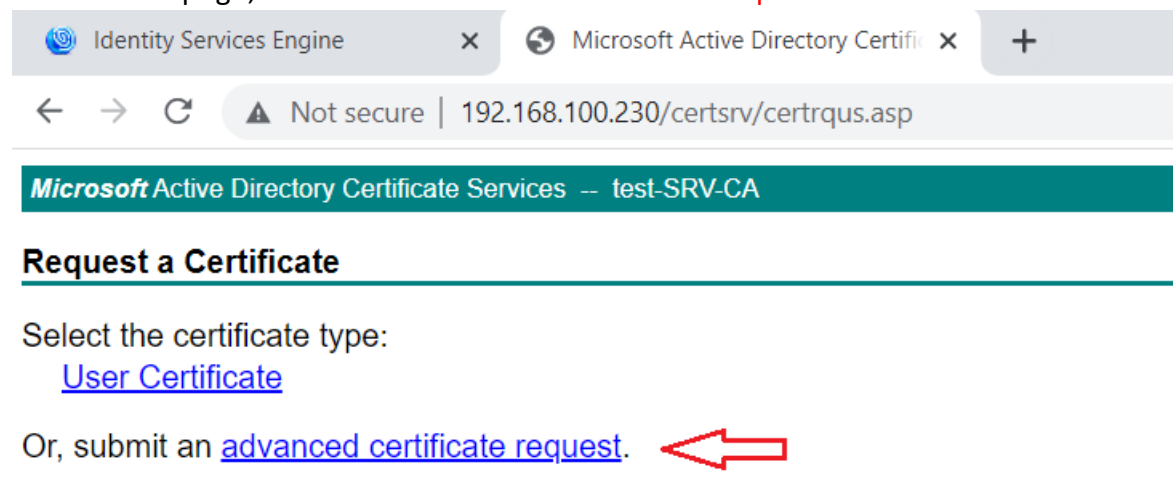 Identity Services Engine
Microsoft Active Directory Certific
Not secure | 192.168.100.230/certsrv/certrqus.asp
Microsoft Active Directory Certificate Services -- test-SRV-CA
Request a Certificate
Select the certificate type:
User Certificate
Or, submit an advanced certificate request.